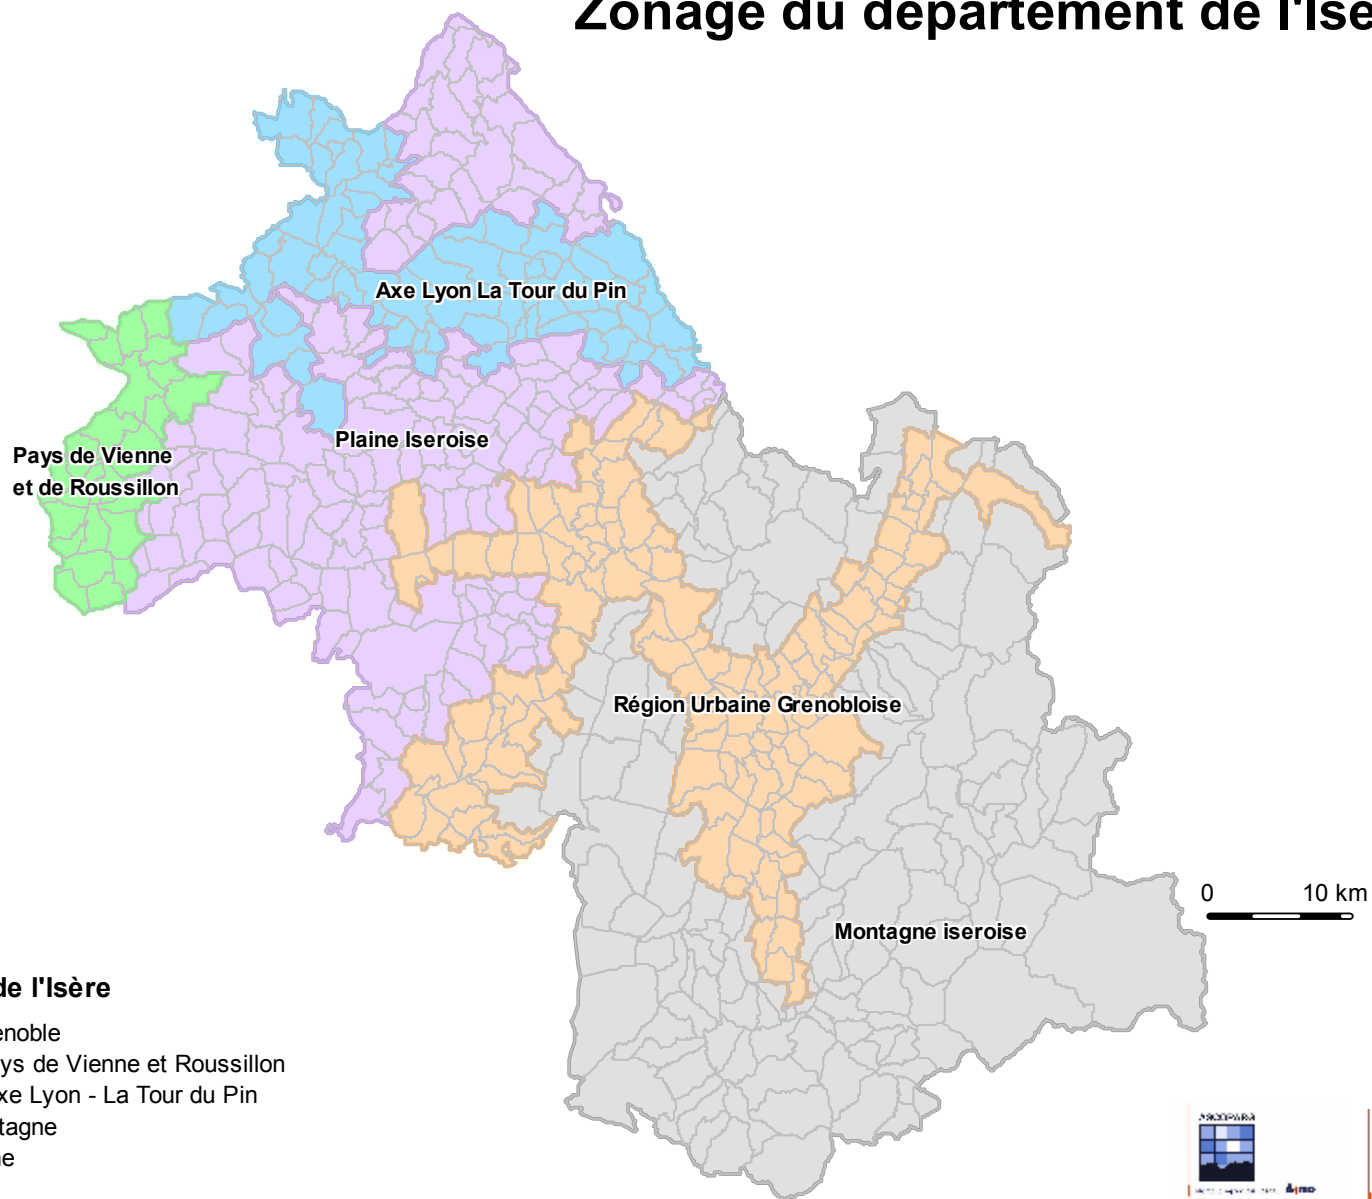 Zonage du département de l'Isè
Axe Lyon La Tour du Pin
Plaine Iseroise
Pays de Vienne
et de Roussillon
Région Urbaine Grenobloise
0 10 km
Montagne iseroise
de l'Isère
enoble
ys de Vienne et Roussillon
xe Lyon - La Tour du Pin
tagne
ne
ASCOPARG